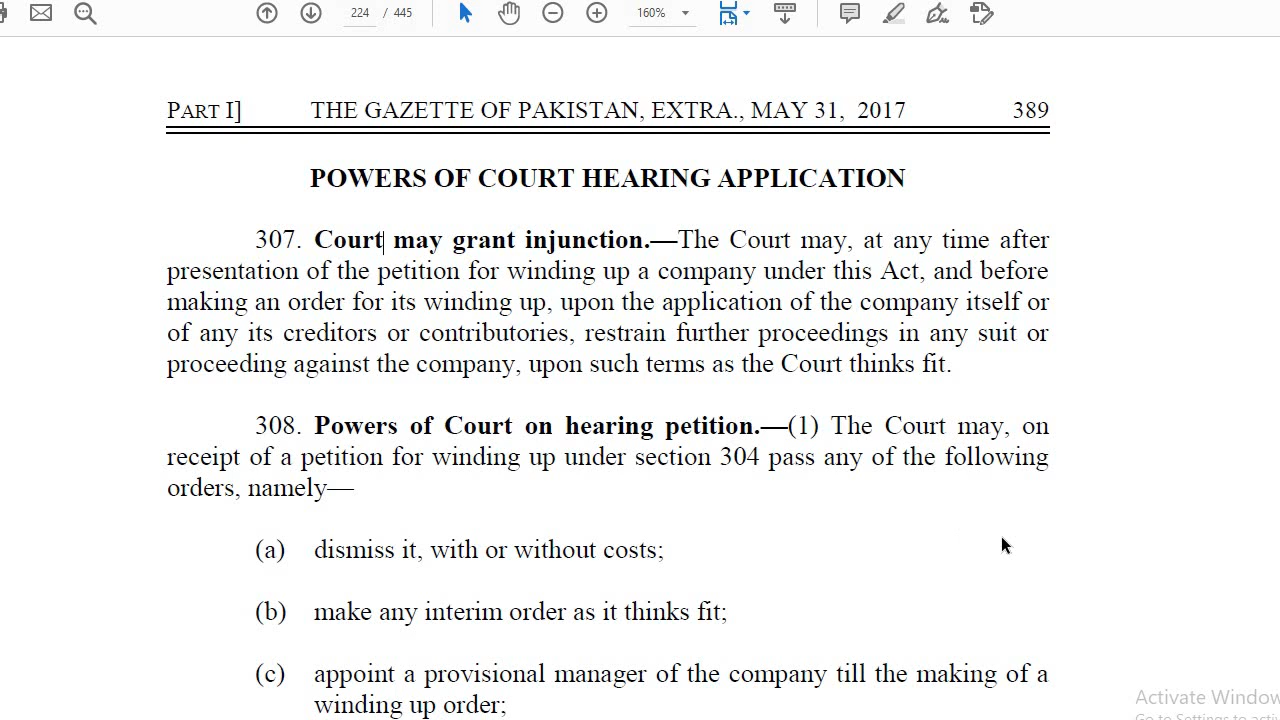 224 / 445
160%
PART I] THE GAZETTE OF PAKISTAN, EXTRA., MAY 31, 2017 389
POWERS OF COURT HEARING APPLICATION
307. Court may grant injunction.—The Court may, at any time after
presentation of the petition for winding up a company under this Act, and before
making an order for its winding up, upon the application of the company itself or
of any its creditors or contributories, restrain further proceedings in any suit or
proceeding against the company, upon such terms as the Court thinks fit.
308. Powers of Court on hearing petition.—(1) The Court may, on
receipt of a petition for winding up under section 304 pass any of the following
orders, namely—
(a) dismiss it, with or without costs;
(b) make any interim order as it thinks fit;
(c) appoint a provisional manager of the company till the making of a
winding up order;
Activate Window
Go to Settings to acti